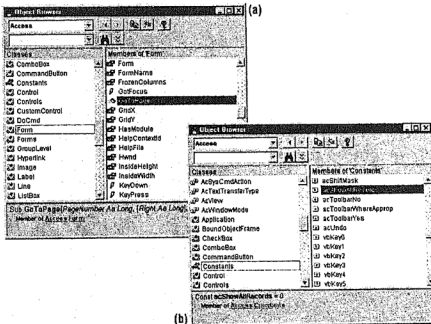 Object Browser
(a)
Access
Classes
ComboBox
CommandButton
Constants
Control
Controls
CustomControl
DoCmd
Form
Forms
GroupLevel
Hyperlink
Image
Label
Line
ListBox
Members of 'Form'
Form
FormName
FrozenColumns
GotFocus
GoToPage
GridX
GridY
HasModule
HelpContextId
HelpFile
Hwnd
InsideHeight
InsideWidth
KeyDown
KeyPress
Sub GoToPage(PageNumber As Long, [Right As Long],
Member of Access.Form
Object Browser
Access
Classes
AcSysCmdAction
AcTextTransferType
AcView
AcWindowMode
Application
BoundObjectFrame
CheckBox
ComboBox
CommandButton
Constants
Control
Controls
Members of 'Constants'
acShiftMask
acShowAllRecords
acToolbarNo
acToolbarWhereApprop
acToolbarYes
acUndo
vbKey0
vbKey1
vbKey2
vbKey3
vbKey4
vbKey5
Const acShowAllRecords = 0
Member of Access.Constants
(b)